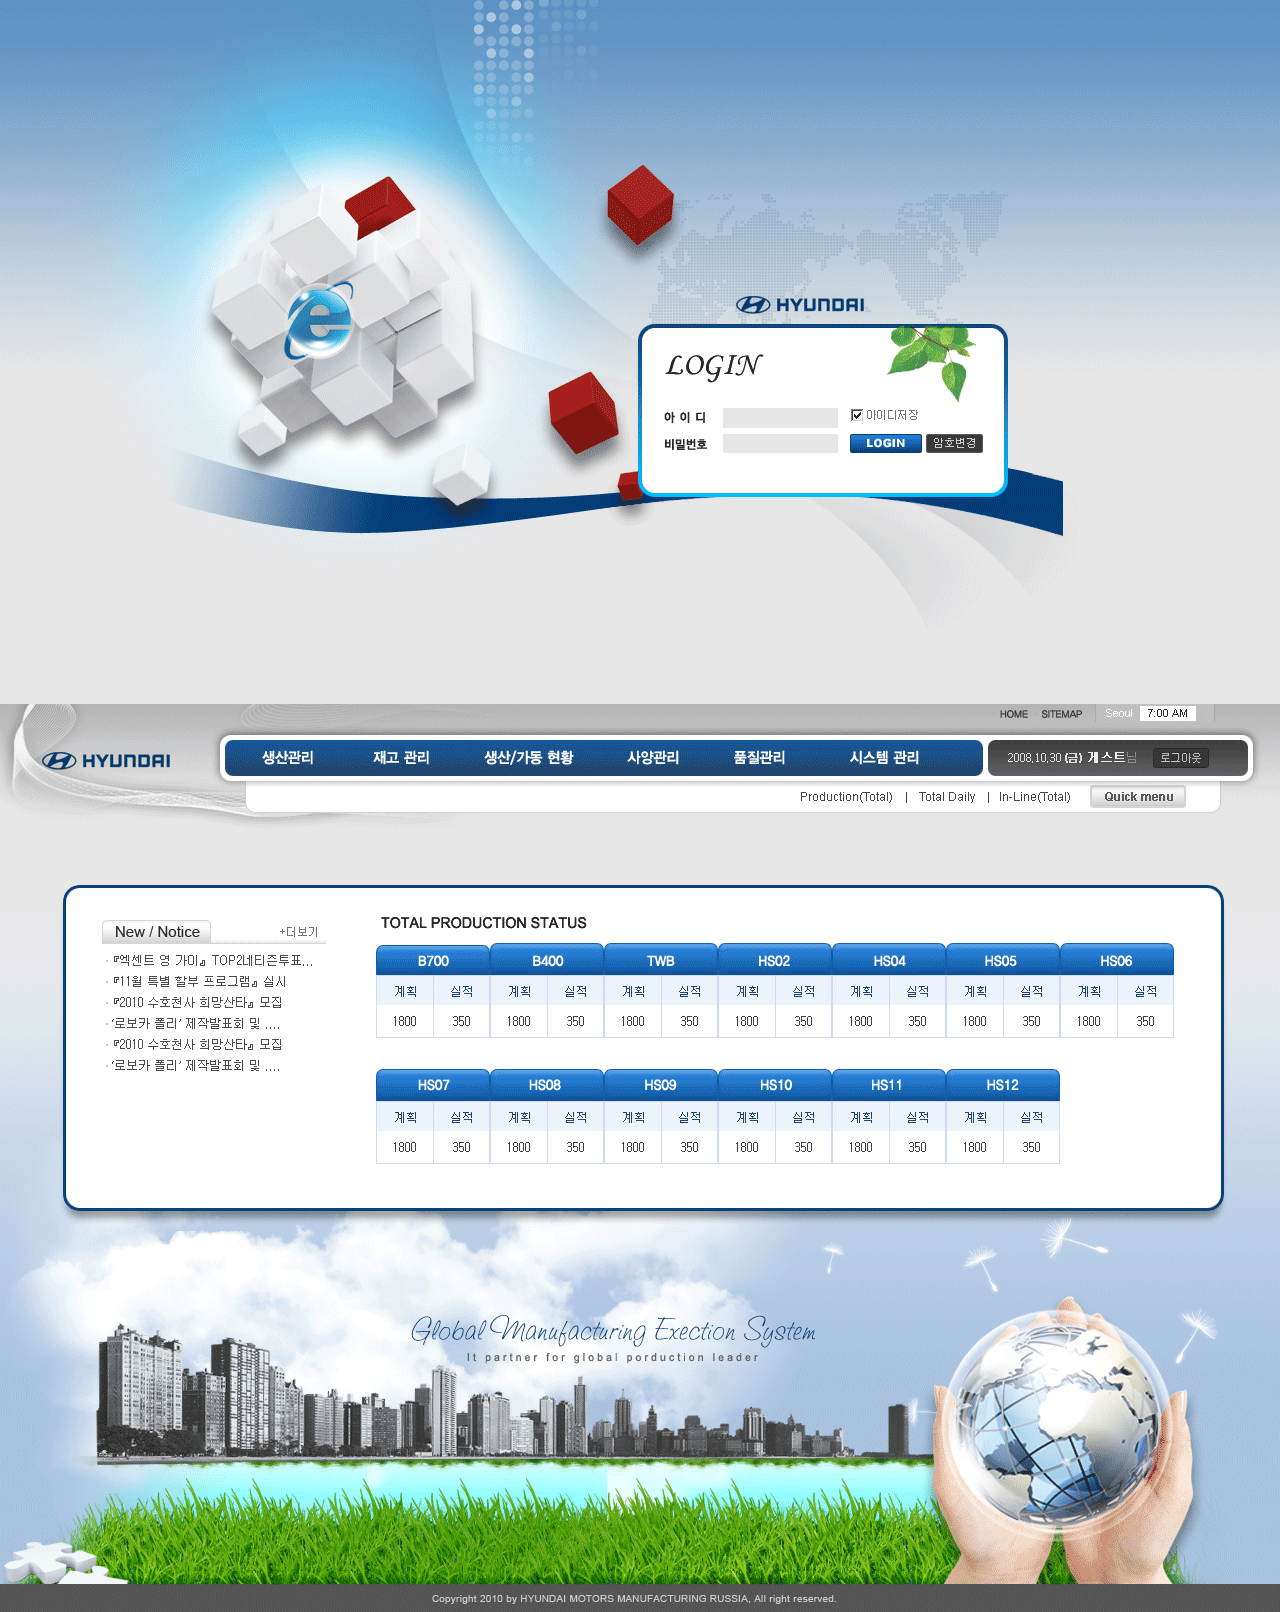 HYUNDAI
LOGIN
아 이 디
아이디저장
비밀번호
LOGIN 암호변경
HOME SITEMAP Seoul 7:00 AM
HYUNDAI
생산관리 재고 관리 생산/가동 현황 사양관리 품질관리 시스템 관리 2008,10,30 (금) 게스트님 로그아웃
Production(Total) | Total Daily | In-Line(Total) Quick menu
New / Notice +더보기
『엑센트 영 가이』 TOP2네티즌투표...
『11월 특별 할부 프로그램』 실시
『2010 수호천사 희망산타』 모집
'로보카 폴리' 제작발표회 및 ....
『2010 수호천사 희망산타』 모집
'로보카 폴리' 제작발표회 및 ....
TOTAL PRODUCTION STATUS
B700 B400 TWB HS02 HS04 HS05 HS06
계획 실적 계획 실적 계획 실적 계획 실적 계획 실적 계획 실적 계획 실적
1800 350 1800 350 1800 350 1800 350 1800 350 1800 350 1800 350
HS07 HS08 HS09 HS10 HS11 HS12
계획 실적 계획 실적 계획 실적 계획 실적 계획 실적 계획 실적
1800 350 1800 350 1800 350 1800 350 1800 350 1800 350
Global Manufacturing Exection System
It partner for global porduction leader
Copyright 2010 by HYUNDAI MOTORS MANUFACTURING RUSSIA, All right reserved.